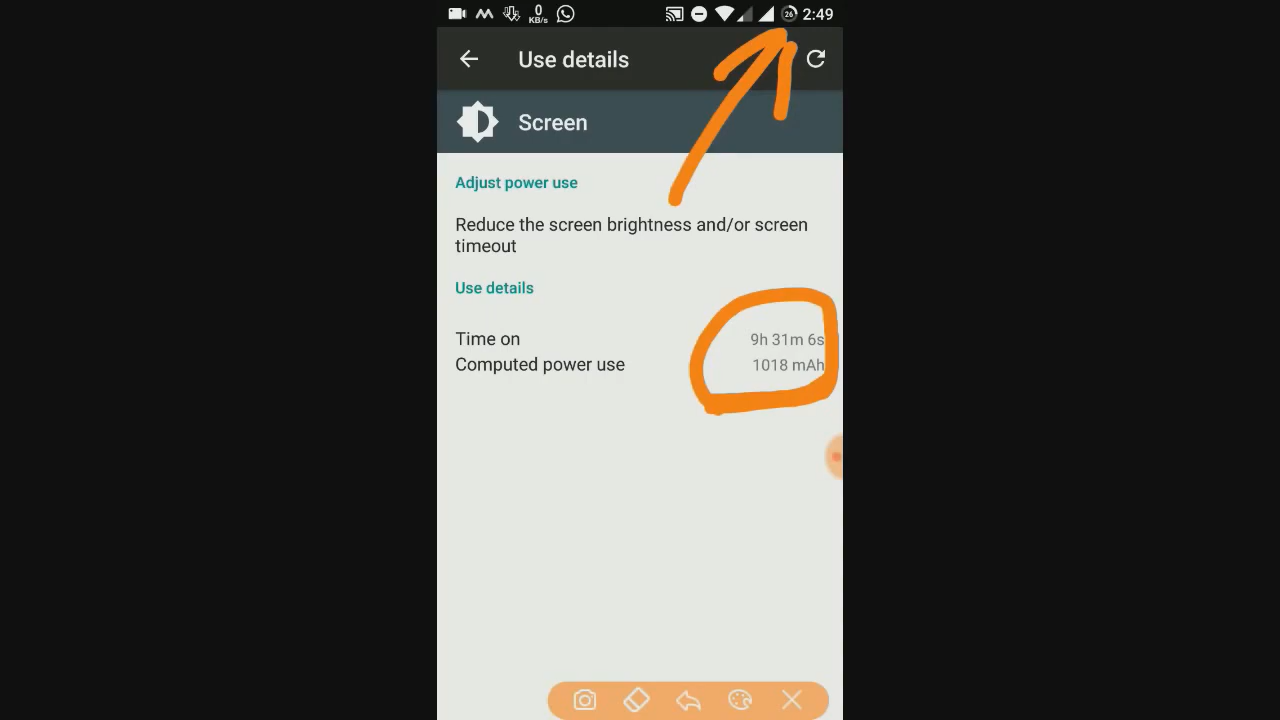 0 KB/s 26 2:49
Use details
Screen
Adjust power use
Reduce the screen brightness and/or screen
timeout
Use details
Time on 9h 31m 6s
Computed power use 1018 mAh